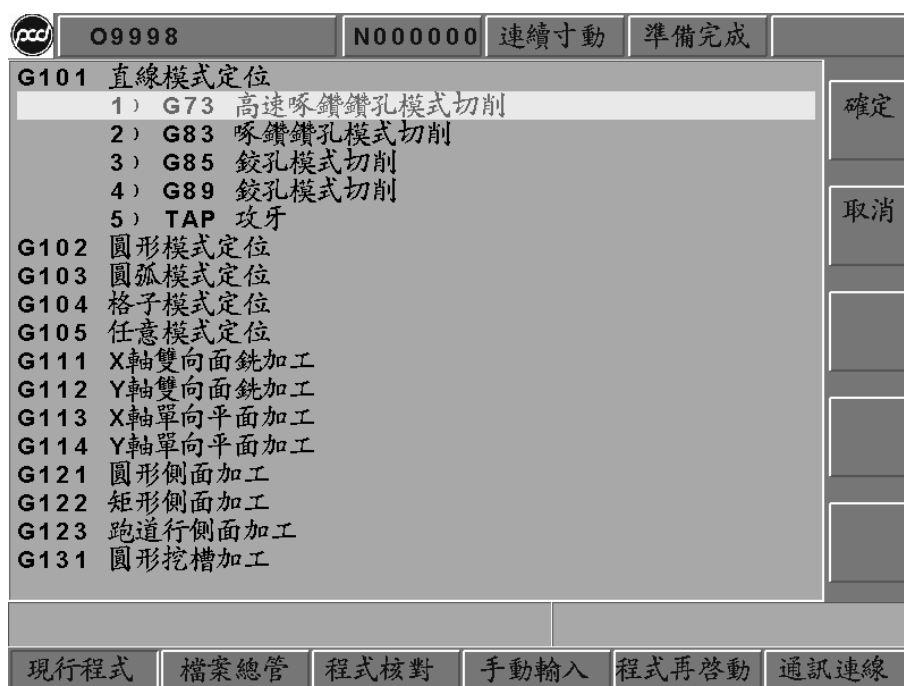 pcd O9998 N000000 連續寸動 準備完成
G101 直線模式定位
1) G73 高速啄鑽鑽孔模式切削
2) G83 啄鑽鑽孔模式切削
3) G85 鉸孔模式切削
4) G89 鉸孔模式切削
5) TAP 攻牙
G102 圓形模式定位
G103 圓弧模式定位
G104 格子模式定位
G105 任意模式定位
G111 X軸雙向面銑加工
G112 Y軸雙向面銑加工
G113 X軸單向平面加工
G114 Y軸單向平面加工
G121 圓形側面加工
G122 矩形側面加工
G123 跑道行側面加工
G131 圓形挖槽加工
確定
取消
現行程式 檔案總管 程式核對 手動輸入 程式再啓動 通訊連線